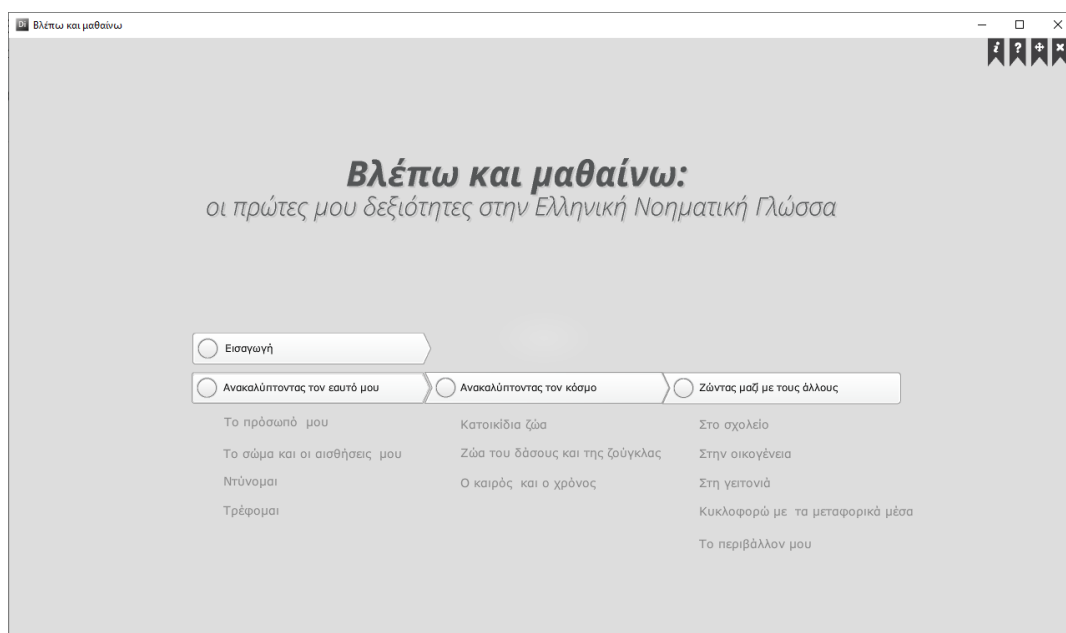 Di Βλέπω και μαθαίνω
i ?
Βλέπω και μαθαίνω:
οι πρώτες μου δεξιότητες στην Ελληνική Νοηματική Γλώσσα
Εισαγωγή
Ανακαλύπτοντας τον εαυτό μου
Το πρόσωπό μου
Το σώμα και οι αισθήσεις μου
Ντύνομαι
Τρέφομαι
Ανακαλύπτοντας τον κόσμο
Κατοικίδια ζώα
Ζώα του δάσους και της ζούγκλας
Ο καιρός και ο χρόνος
Ζώντας μαζί με τους άλλους
Στο σχολείο
Στην οικογένεια
Στη γειτονιά
Κυκλοφορώ με τα μεταφορικά μέσα
Το περιβάλλον μου